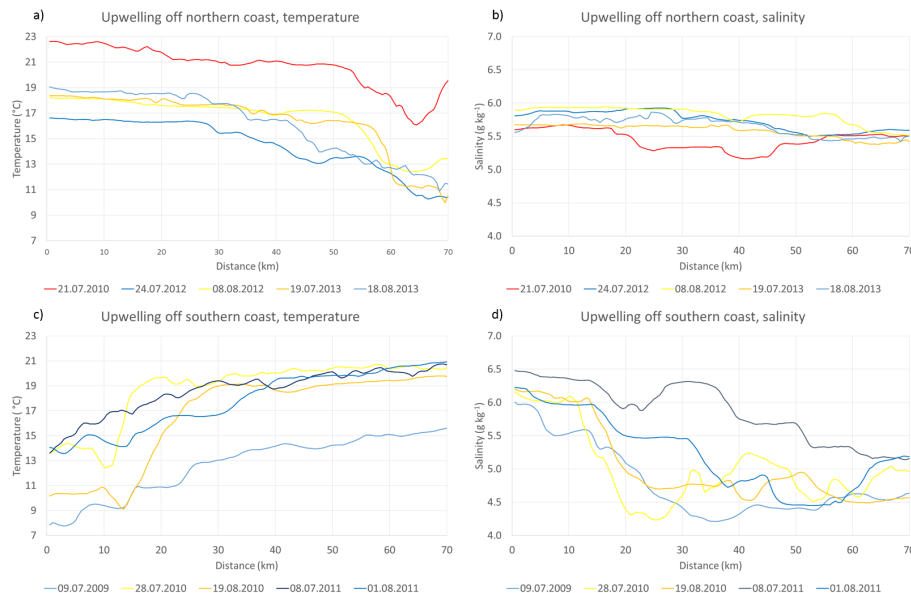 a)
Upwelling off northern coast, temperature
23
21
19
17
15
13
11
9
7
Temperature (°C)
0 10 20 30 40 50 60 70
Distance (km)
21.07.2010 24.07.2012 08.08.2012 19.07.2013 18.08.2013
b)
Upwelling off northern coast, salinity
7.0
6.5
6.0
5.5
5.0
4.5
4.0
Salinity (g kg⁻¹)
0 10 20 30 40 50 60 70
Distance (km)
21.07.2010 24.07.2012 08.08.2012 19.07.2013 18.08.2013
c)
Upwelling off southern coast, temperature
23
21
19
17
15
13
11
9
7
Temperature ( °C)
0 10 20 30 40 50 60 70
Distance (km)
09.07.2009 28.07.2010 19.08.2010 08.07.2011 01.08.2011
d)
Upwelling off southern coast, salinity
7.0
6.5
6.0
5.5
5.0
4.5
4.0
Salinity (g kg⁻¹)
0 10 20 30 40 50 60 70
Distance (km)
09.07.2009 28.07.2010 19.08.2010 08.07.2011 01.08.2011